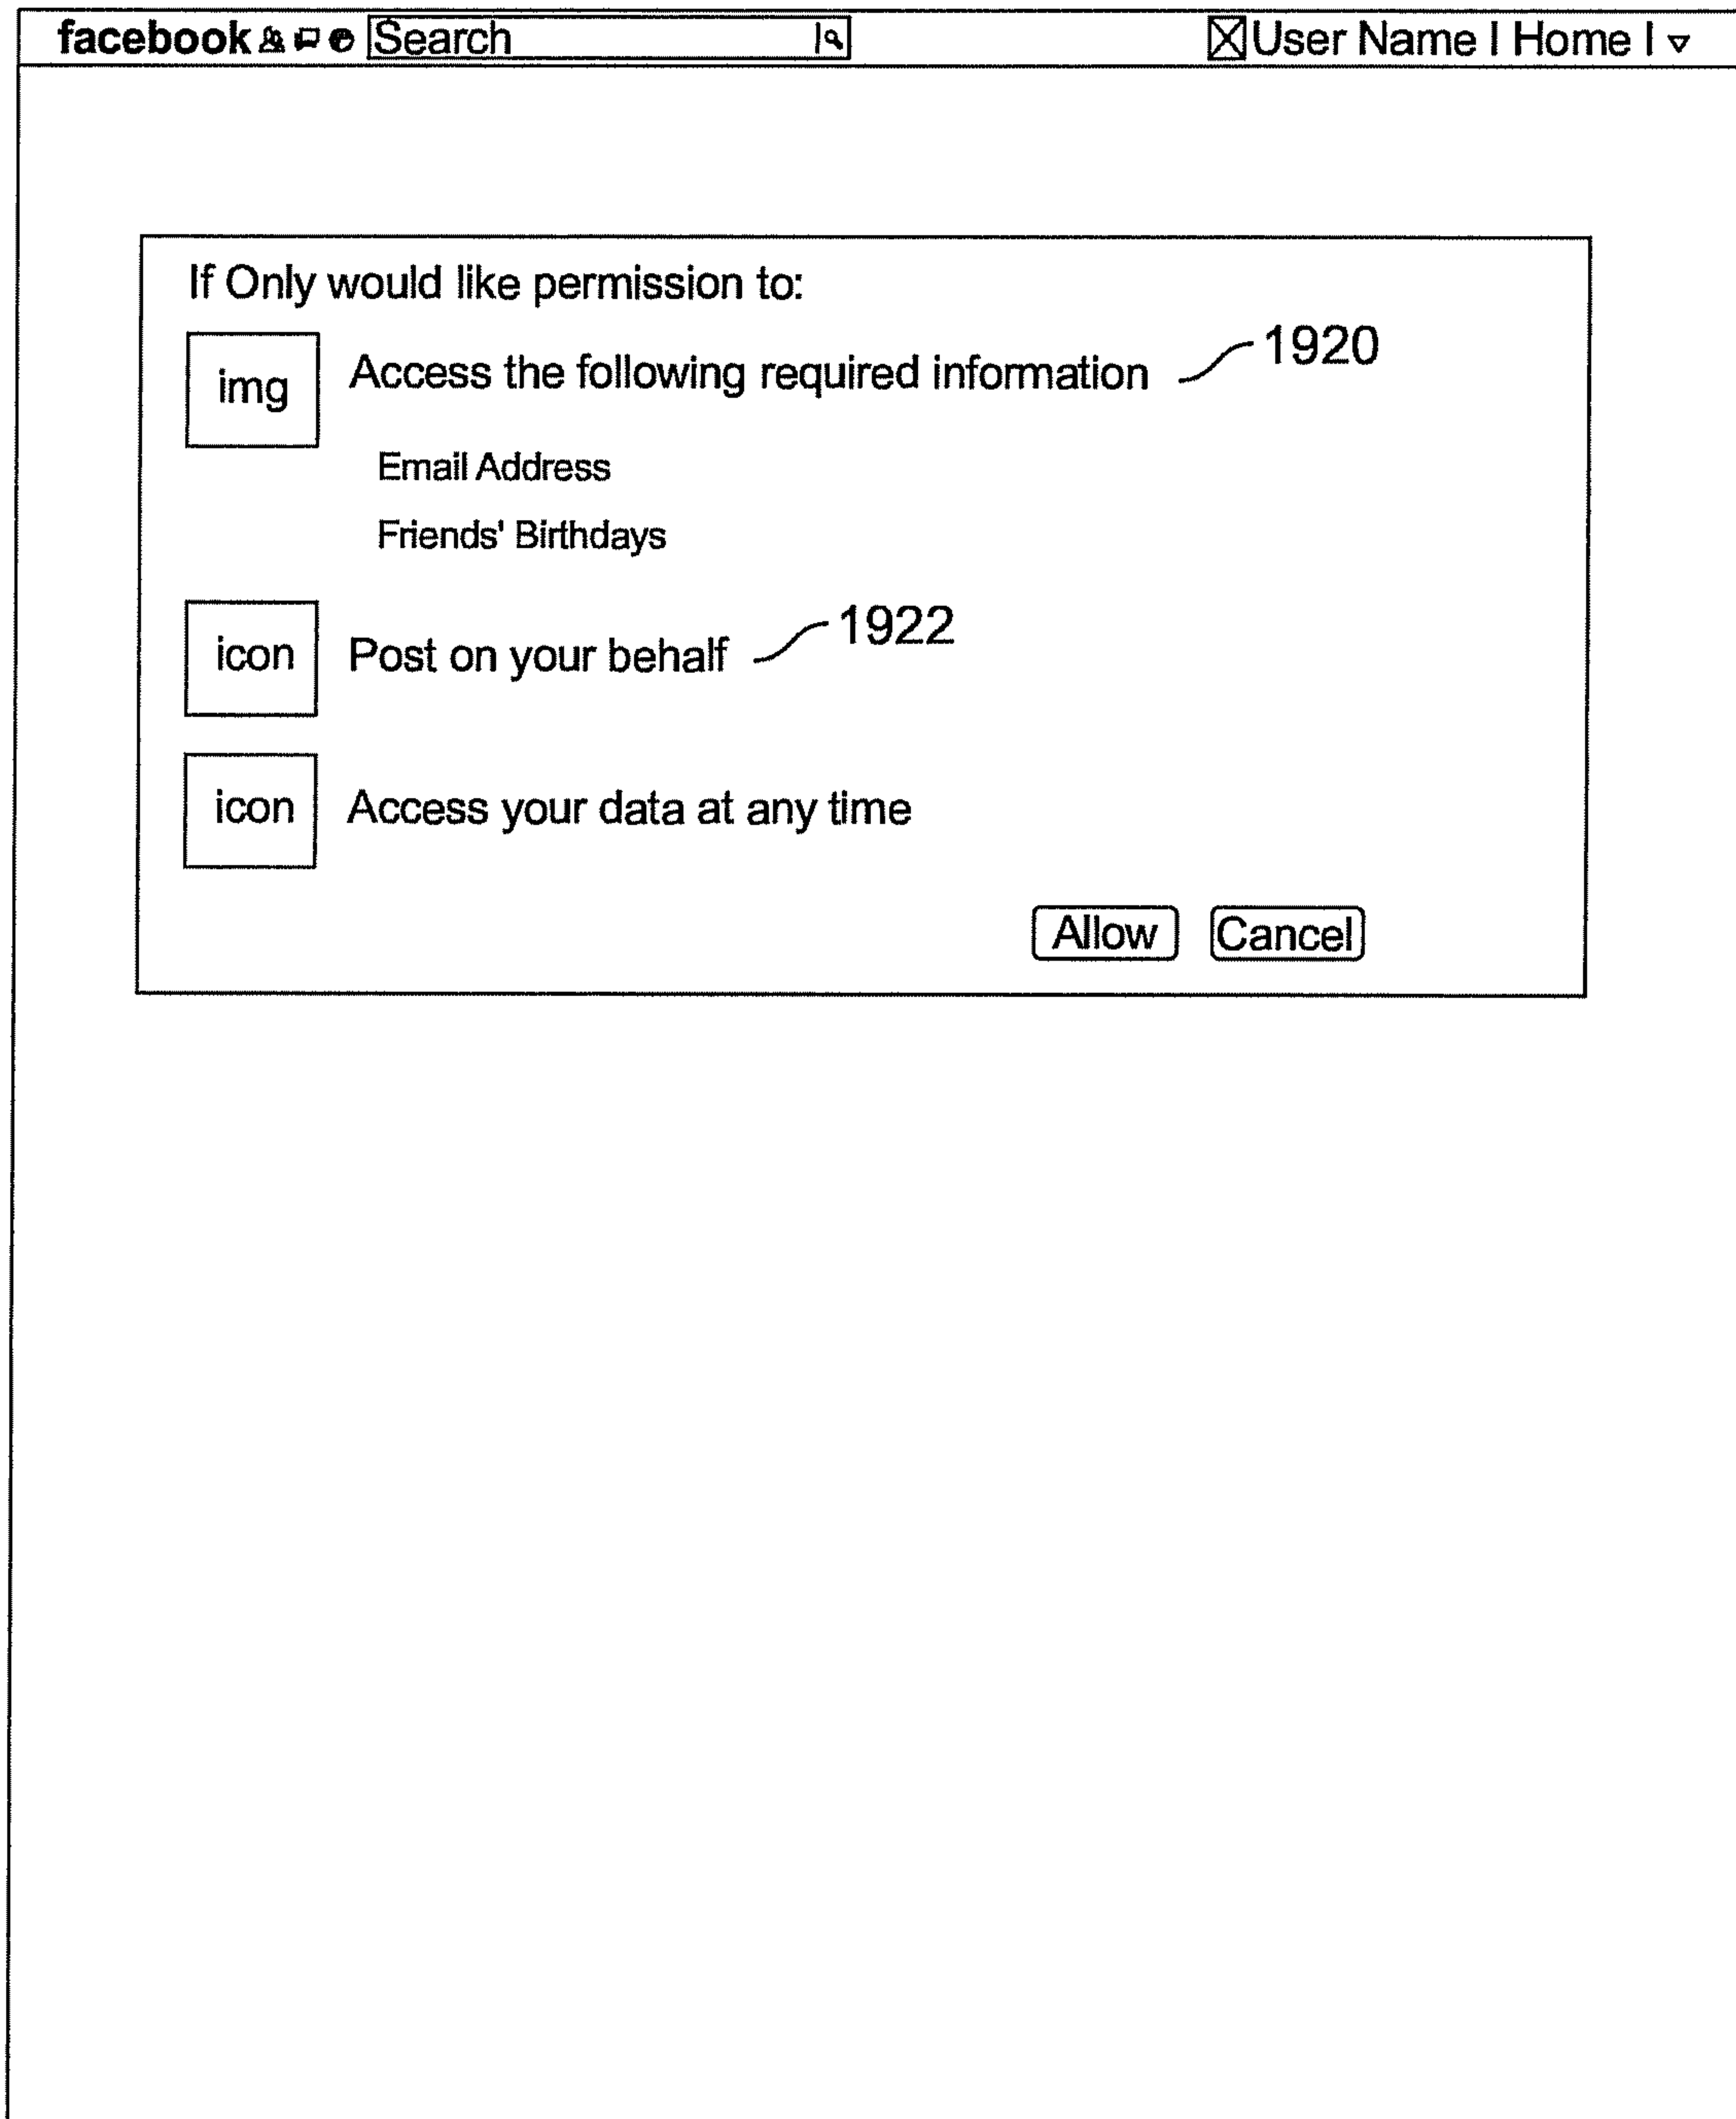 facebook Search User Name | Home |
If Only would like permission to:
img Access the following required information 1920
Email Address
Friends' Birthdays
icon Post on your behalf 1922
icon Access your data at any time
Allow Cancel